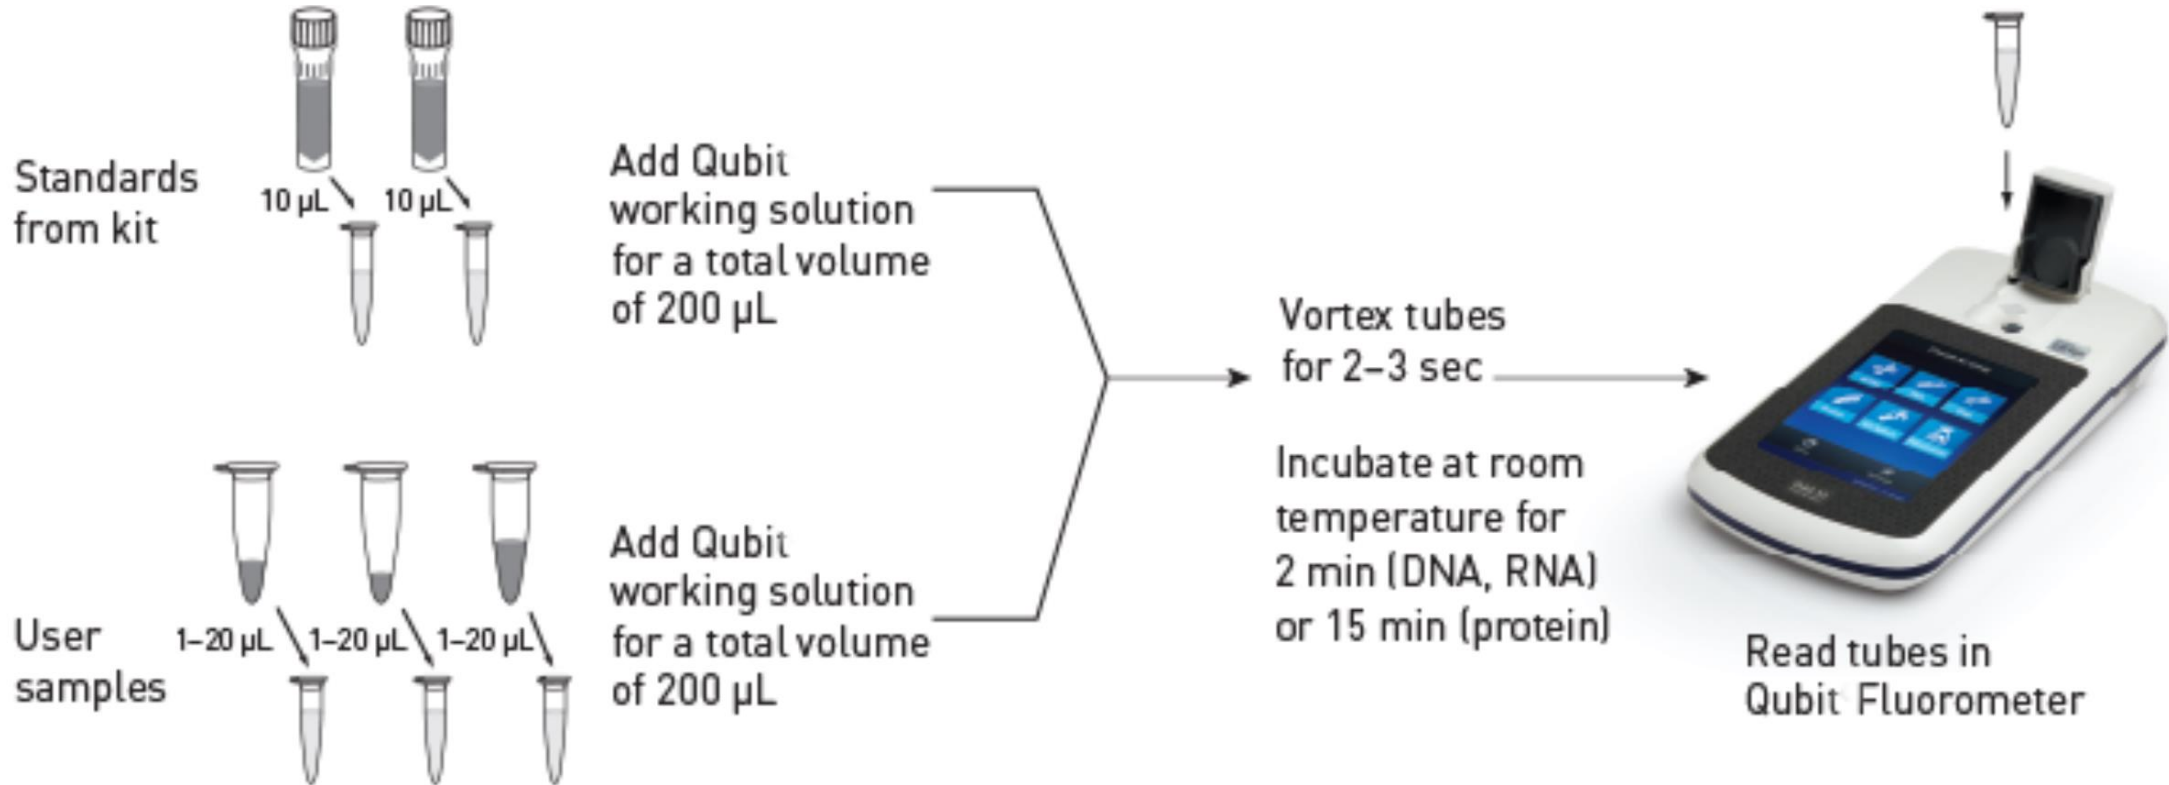 Standards
from kit
10 µL
10 µL
Add Qubit
working solution
for a total volume
of 200 µL
User
samples
1–20 µL
1–20 µL
1–20 µL
Add Qubit
working solution
for a total volume
of 200 µL
Vortex tubes
for 2–3 sec
Incubate at room
temperature for
2 min (DNA, RNA)
or 15 min (protein)
Read tubes in
Qubit Fluorometer